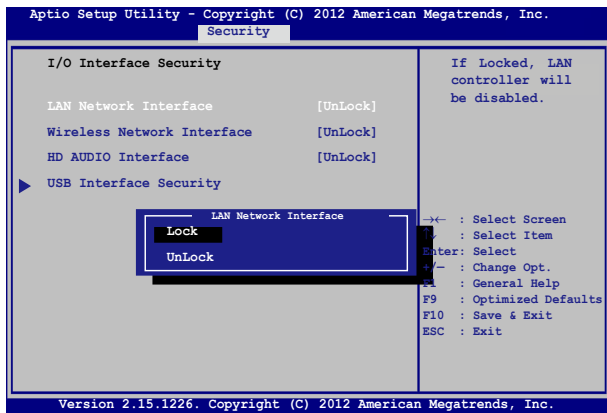 Aptio Setup Utility - Copyright (C) 2012 American Megatrends, Inc.
Security
I/O Interface Security
LAN Network Interface [UnLock]
Wireless Network Interface [UnLock]
HD AUDIO Interface [UnLock]
USB Interface Security
If Locked, LAN
controller will
be disabled.
LAN Network Interface
Lock
UnLock
→← : Select Screen
↑↓ : Select Item
Enter: Select
+/— : Change Opt.
F1 : General Help
F9 : Optimized Defaults
F10 : Save & Exit
ESC : Exit
Version 2.15.1226. Copyright (C) 2012 American Megatrends, Inc.